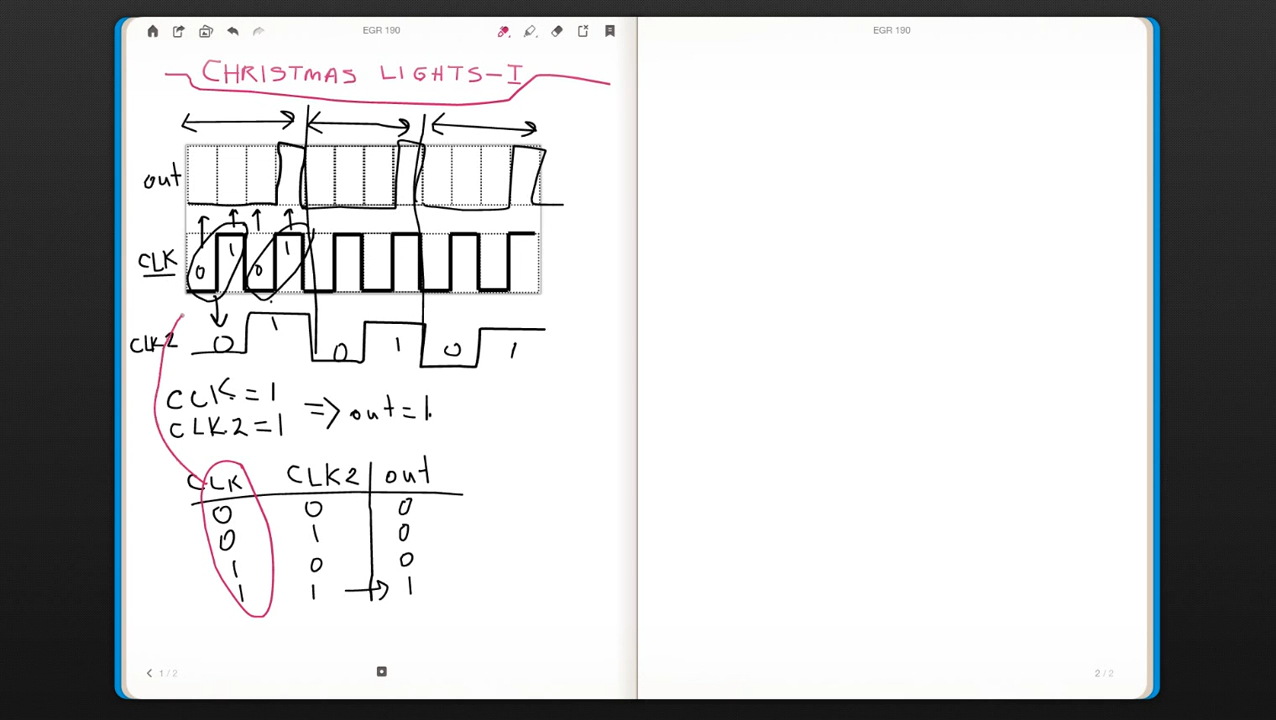 EGR 190
EGR 190
CHRISTMAS LIGHTS-I
out
CLK
0 1 0 1
CLK2 0 1 0 1 0 1
CLK=1
CLK2=1 => out=1.
CLK CLK2 out
0 0 0
0 1 0
1 0 0
1 1 1
1 / 2
2 / 2